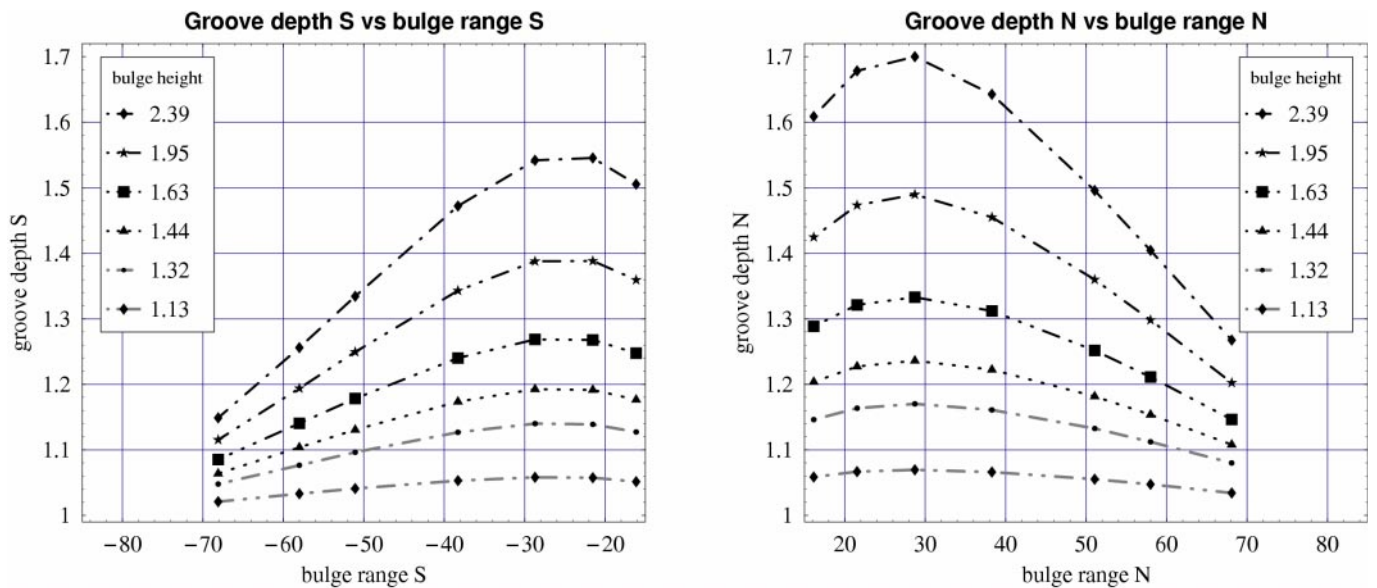 Groove depth S vs bulge range S
groove depth S
1.7
1.6
1.5
1.4
1.3
1.2
1.1
1
bulge height
2.39
1.95
1.63
1.44
1.32
1.13
−80 −70 −60 −50 −40 −30 −20
bulge range S
Groove depth N vs bulge range N
groove depth N
1.7
1.6
1.5
1.4
1.3
1.2
1.1
1
bulge height
2.39
1.95
1.63
1.44
1.32
1.13
20 30 40 50 60 70 80
bulge range N